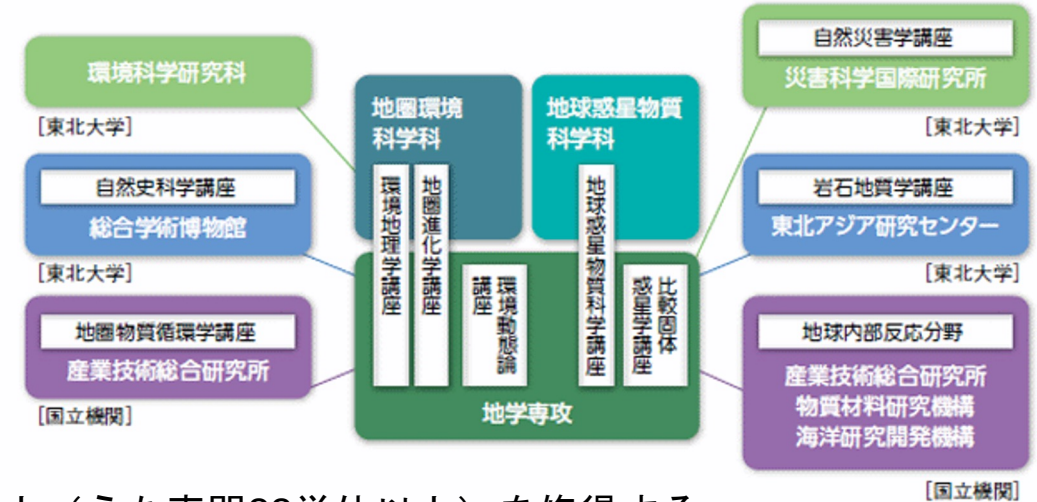 環境科学研究科
[東北大学]
自然史科学講座
総合学術博物館
[東北大学]
地圏物質循環学講座
産業技術総合研究所
[国立機関]
地圏環境
科学科
地球惑星物質
科学科
環境地理学講座
地圏進化学講座
環境動態論
講座
地球惑星物質科学講座
比較固体
惑星学講座
地学専攻
自然災害学講座
災害科学国際研究所
[東北大学]
岩石地質学講座
東北アジア研究センター
[東北大学]
地球内部反応分野
産業技術総合研究所
物質材料研究機構
海洋研究開発機構
[国立機関]